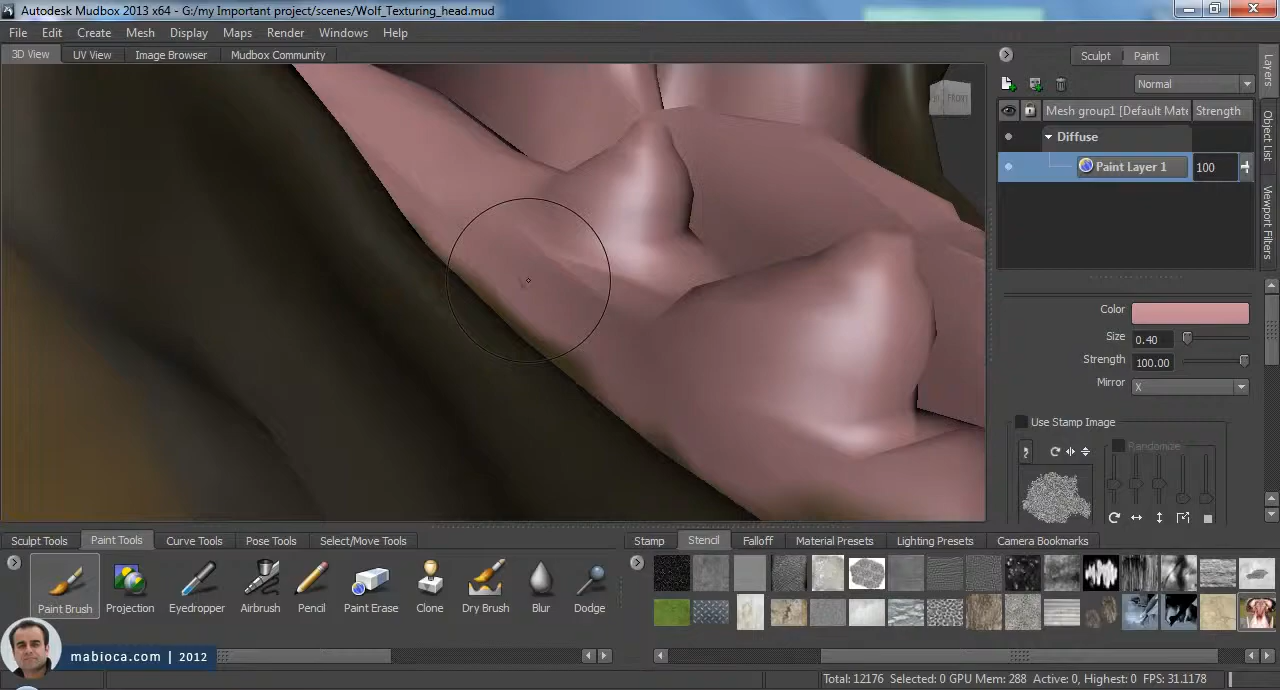 Autodesk Mudbox 2013 x64 - G:/my Important project/scenes/Wolf_Texturing_head.mud
File Edit Create Mesh Display Maps Render Windows Help
3D View UV View Image Browser Mudbox Community
Sculpt Paint
Layers
Normal
FRONT
Mesh group1 [Default Mate Strength
Object List
Diffuse
Paint Layer 1 100
Viewport Filters
Color
Size 0.40
Strength 100.00
Mirror X
Use Stamp Image
Randomize
Sculpt Tools Paint Tools Curve Tools Pose Tools Select/Move Tools
Stamp Stencil Falloff Material Presets Lighting Presets Camera Bookmarks
Paint Brush Projection Eyedropper Airbrush Pencil Paint Erase Clone Dry Brush Blur Dodge
mabioca.com | 2012
Total: 12176 Selected: 0 GPU Mem: 288 Active: 0, Highest: 0 FPS: 31.1178